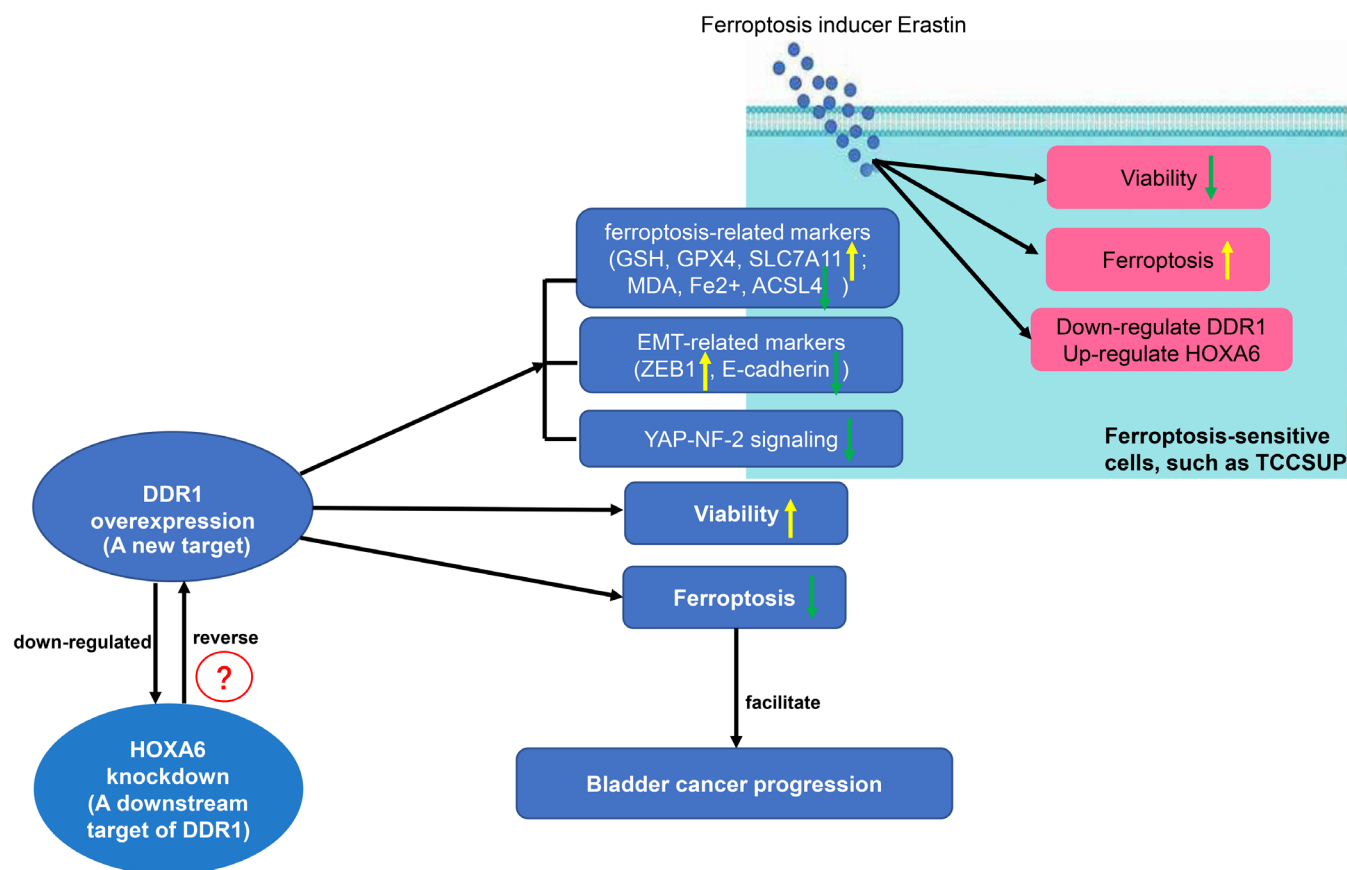 Ferroptosis inducer Erastin
Viability
Ferroptosis
Down-regulate DDR1
Up-regulate HOXA6
Ferroptosis-sensitive
cells, such as TCCSUP
ferroptosis-related markers
(GSH, GPX4, SLC7A11 ;
MDA, Fe2+, ACSL4 )
EMT-related markers
(ZEB1 , E-cadherin )
YAP-NF-2 signaling
DDR1
overexpression
(A new target)
Viability
Ferroptosis
down-regulated
reverse
?
facilitate
HOXA6
knockdown
(A downstream
target of DDR1)
Bladder cancer progression